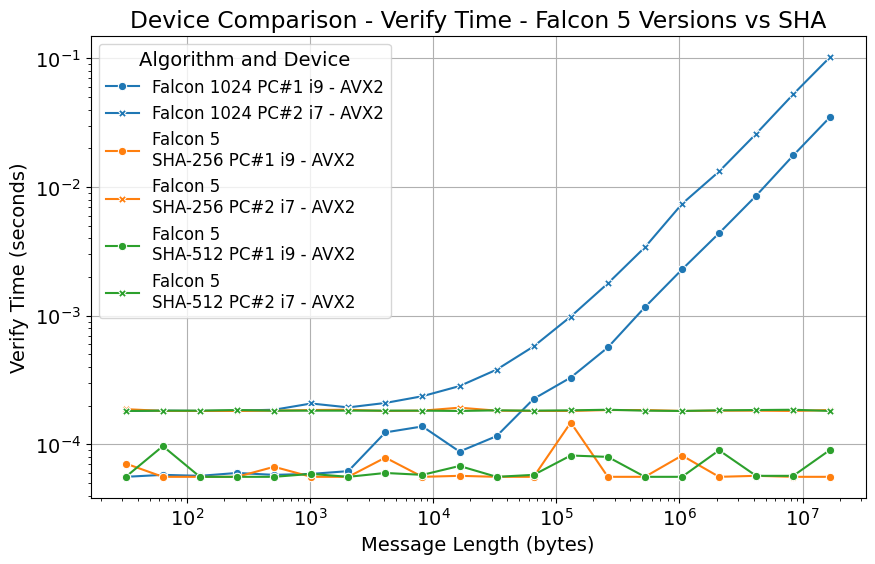 Device Comparison - Verify Time - Falcon 5 Versions vs SHA
Algorithm and Device
Falcon 1024 PC#1 i9 - AVX2
Falcon 1024 PC#2 i7 - AVX2
Falcon 5
SHA-256 PC#1 i9 - AVX2
Falcon 5
SHA-256 PC#2 i7 - AVX2
Falcon 5
SHA-512 PC#1 i9 - AVX2
Falcon 5
SHA-512 PC#2 i7 - AVX2
Verify Time (seconds)
10⁻¹
10⁻²
10⁻³
10⁻⁴
10²
10³
10⁴
10⁵
10⁶
10⁷
Message Length (bytes)